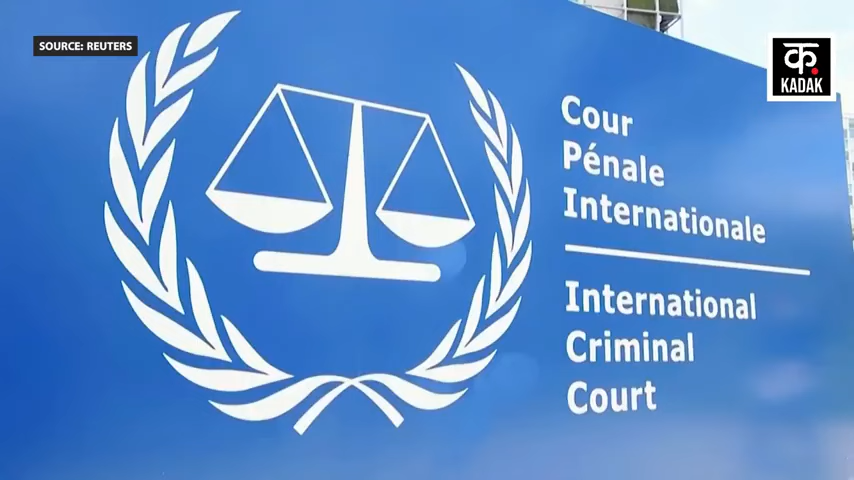 SOURCE: REUTERS
क.
KADAK
Cour
Pénale
Internationale
International
Criminal
Court